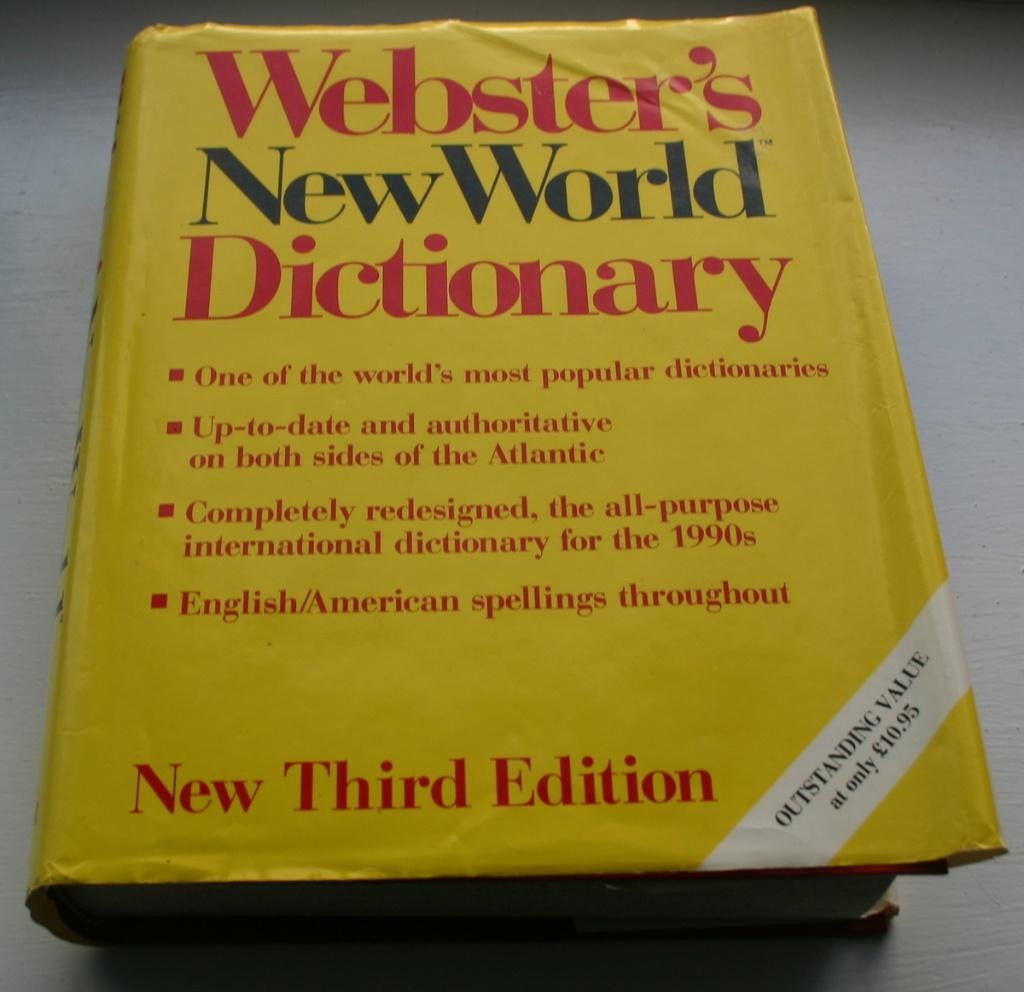 Webster's
New World™
Dictionary
▪ One of the world's most popular dictionaries
▪ Up-to-date and authoritative
on both sides of the Atlantic
▪ Completely redesigned, the all-purpose
international dictionary for the 1990s
▪ English/American spellings throughout
New Third Edition
OUTSTANDING VALUE
at only £10.95